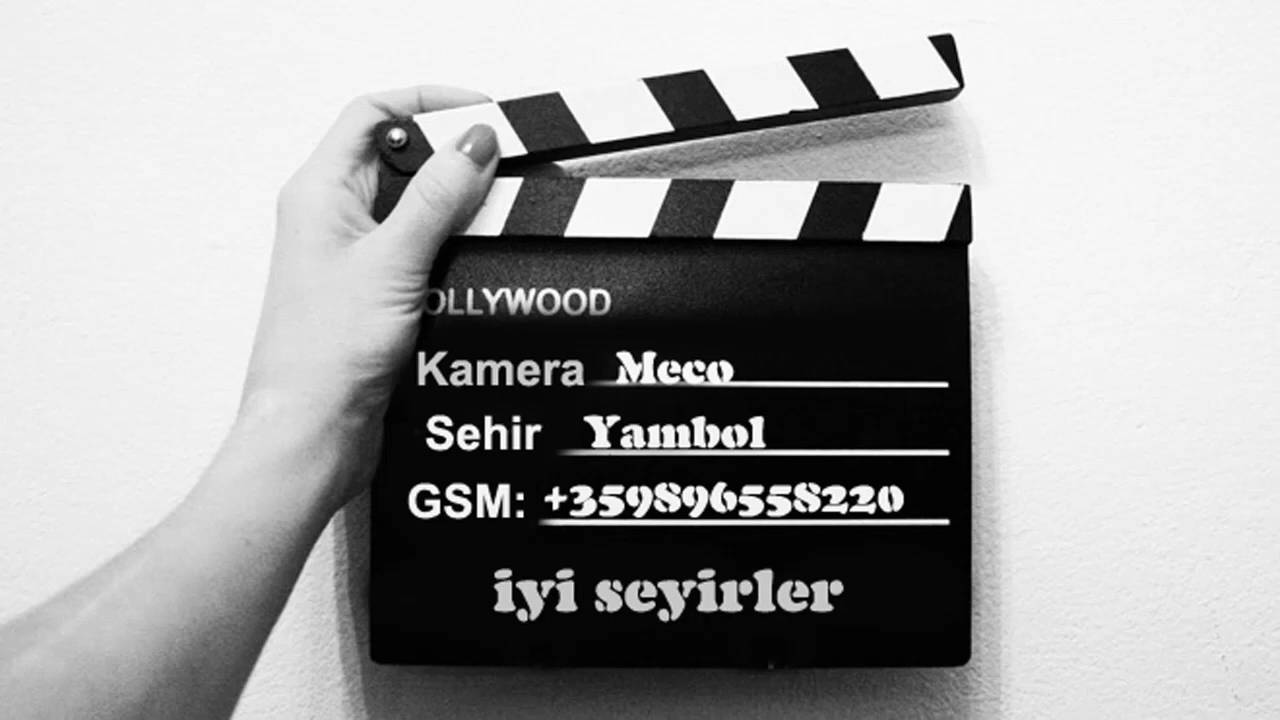 OLLYWOOD
Kamera Meco
Sehir Yambol
GSM: +359896558220
iyi seyirler